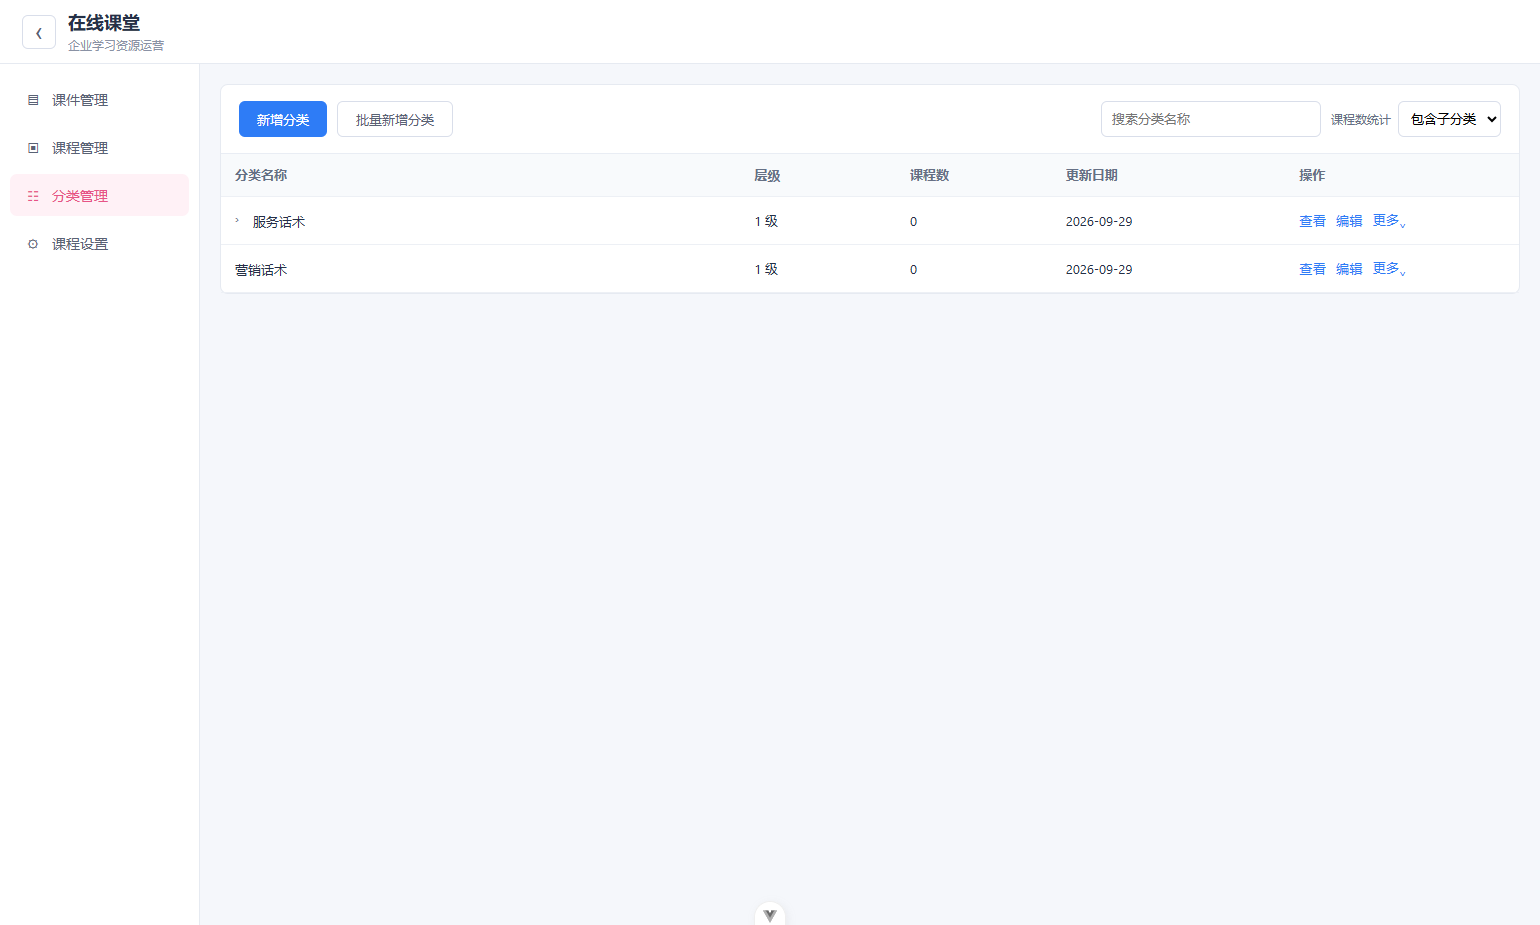 在线课堂
企业学习资源运营
课件管理
课程管理
分类管理
课程设置
新增分类 批量新增分类 搜索分类名称 课程数统计 包含子分类
分类名称 层级 课程数 更新日期 操作
服务话术 1 级 0 2026-09-29 查看 编辑 更多
营销话术 1 级 0 2026-09-29 查看 编辑 更多